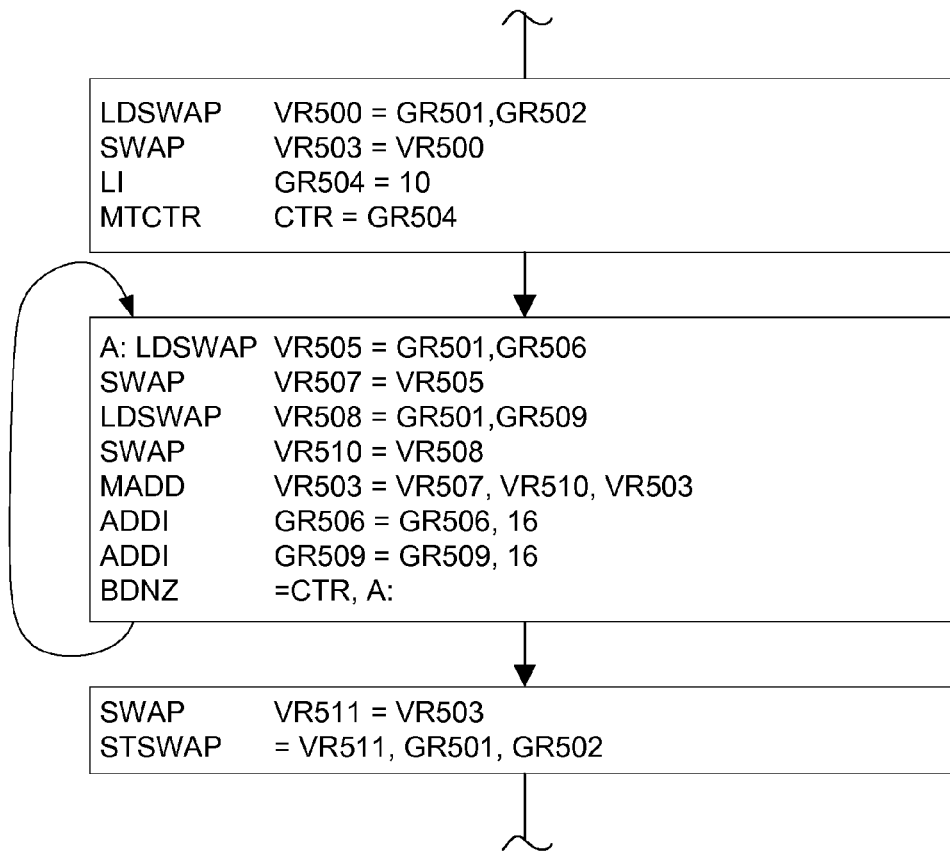 LDSWAP VR500 = GR501,GR502
SWAP VR503 = VR500
LI GR504 = 10
MTCTR CTR = GR504
A: LDSWAP VR505 = GR501,GR506
SWAP VR507 = VR505
LDSWAP VR508 = GR501,GR509
SWAP VR510 = VR508
MADD VR503 = VR507, VR510, VR503
ADDI GR506 = GR506, 16
ADDI GR509 = GR509, 16
BDNZ =CTR, A:
SWAP VR511 = VR503
STSWAP = VR511, GR501, GR502